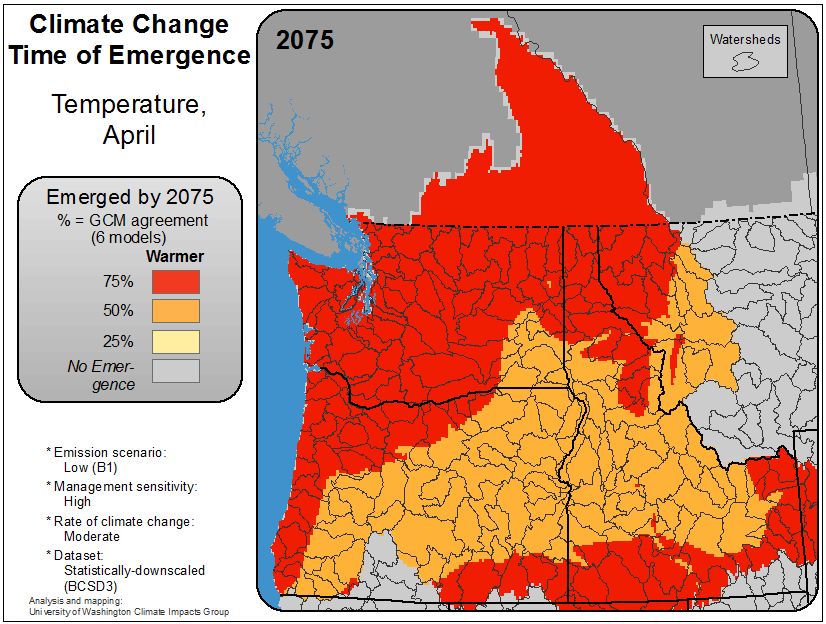 Climate Change
Time of Emergence
Temperature,
April
Emerged by 2075
% = GCM agreement
(6 models)
Warmer
75%
50%
25%
No Emer-
gence
* Emission scenario:
Low (B1)
* Management sensitivity:
High
* Rate of climate change:
Moderate
* Dataset:
Statistically-downscaled
(BCSD3)
Analysis and mapping:
University of Washington Climate Impacts Group
2075
Watersheds